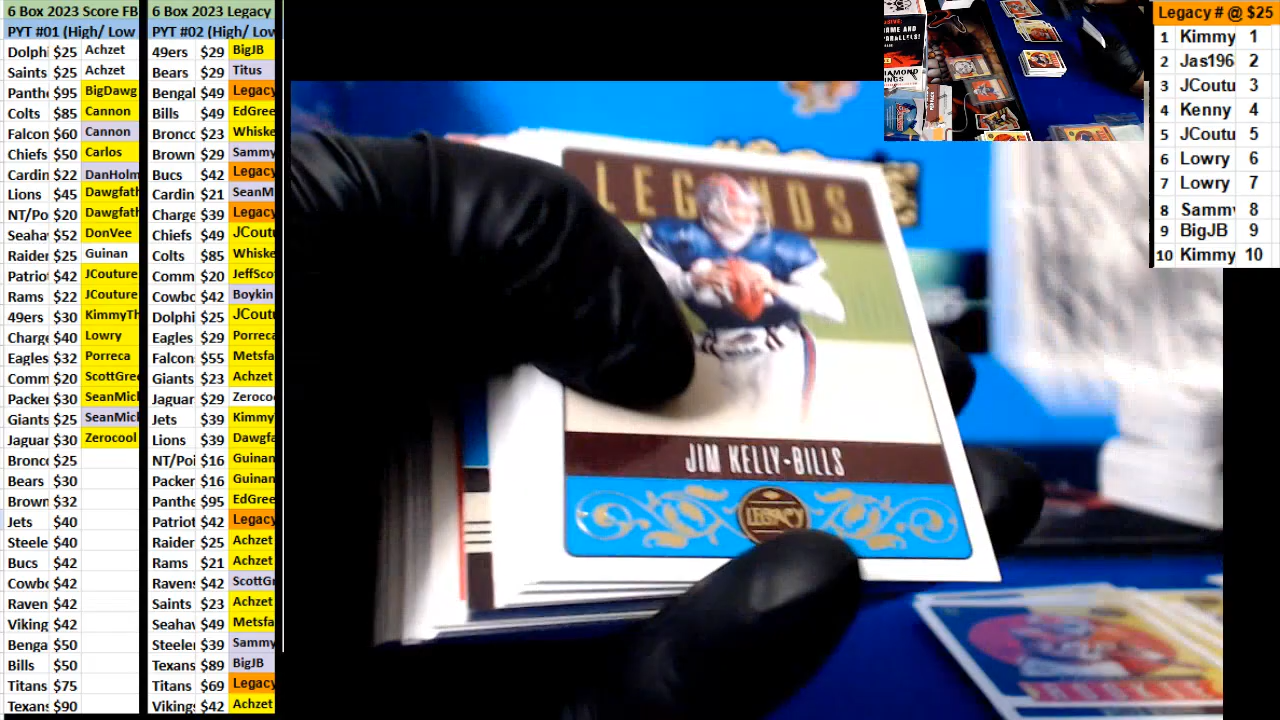 6 Box 2023 Score FB
PYT #01 (High/ Low
Dolph $25 Achzet
Saints $25 Achzet
Panth $95 BigDawg
Colts $85 Cannon
Falcon $60 Cannon
Chiefs $50 Carlos
Cardin $22 DanHolm
Lions $45 Dawgfath
NT/Po $20 Dawgfath
Seaha $52 DonVee
Raider $25 Guinan
Patriot $42 JCouture
Rams $22 JCouture
49ers $30 KimmyTh
Charge $40 Lowry
Eagles $32 Porreca
Comm $20 ScottGree
Packer $30 SeanMich
Giants $25 SeanMich
Jaguar $30 Zerocool
Bronc $25
Bears $30
Brown $32
Jets $40
Steele $40
Bucs $42
Cowbo $42
Raven $42
Viking $42
Benga $50
Bills $50
Titans $75
Texans $90
6 Box 2023 Legacy
PYT #02 (High/ Low
49ers $29 BigJB
Bears $29 Titus
Bengal $49 Legacy
Bills $49 EdGree
Bronco $23 Whiske
Brown $29 Sammy
Bucs $42 Legacy
Cardin $21 SeanM
Charge $39 Legacy
Chiefs $49 JCout
Colts $85 Whiske
Comm $20 JeffSco
Cowbo $42 Boykin
Dolphi $25 JCout
Eagles $29 Porreca
Falcon $55 Metsfa
Giants $23 Achzet
Jaguar $29 Zeroco
Jets $39 Kimmy
Lions $39 Dawgfa
NT/Poi $16 Guinan
Packer $16 Guinan
Panthe $95 EdGree
Patriot $42 Legacy
Raider $25 Achzet
Rams $21 Achzet
Ravens $42 ScottGr
Saints $23 Achzet
Seahav $49 Metsfa
Steeler $39 Sammy
Texans $89 BigJB
Titans $69 Legacy
Viking $42 Achzet
LEGENDS
JIM KELLY-BILLS
LEGACY
Legacy # @ $25
1 Kimmy 1
2 Jas196 2
3 JCoutu 3
4 Kenny 4
5 JCoutu 5
6 Lowry 6
7 Lowry 7
8 Samm 8
9 BigJB 9
10 Kimmy 10